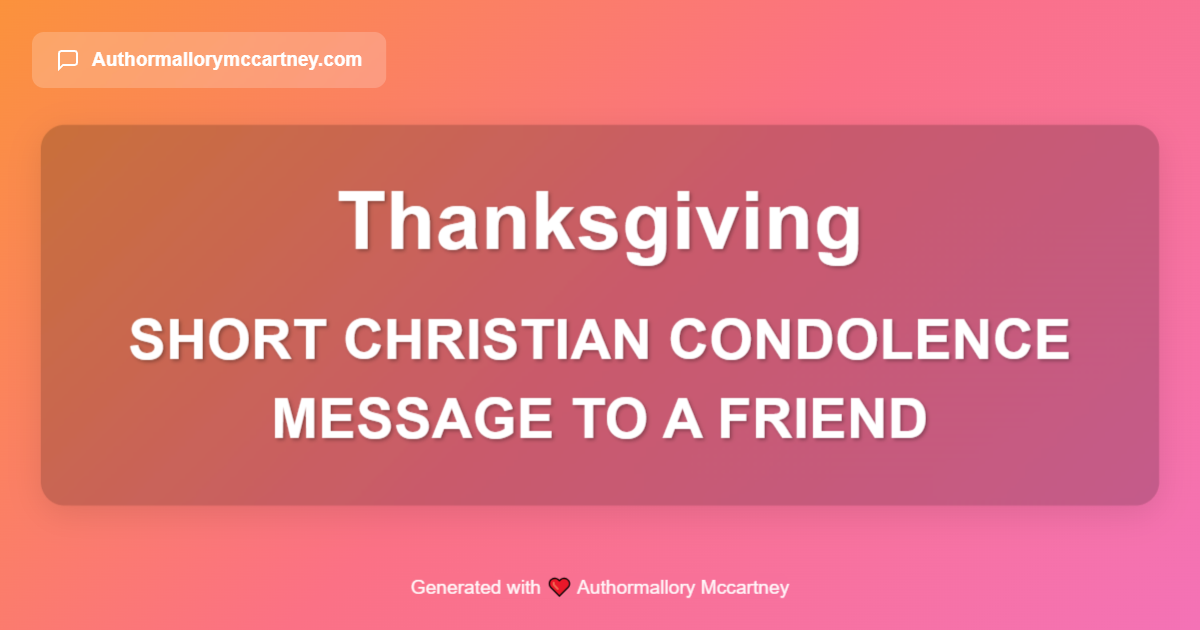 Authormallorymccartney.com
Thanksgiving
SHORT CHRISTIAN CONDOLENCE
MESSAGE TO A FRIEND
Generated with ❤️ Authormallory Mccartney